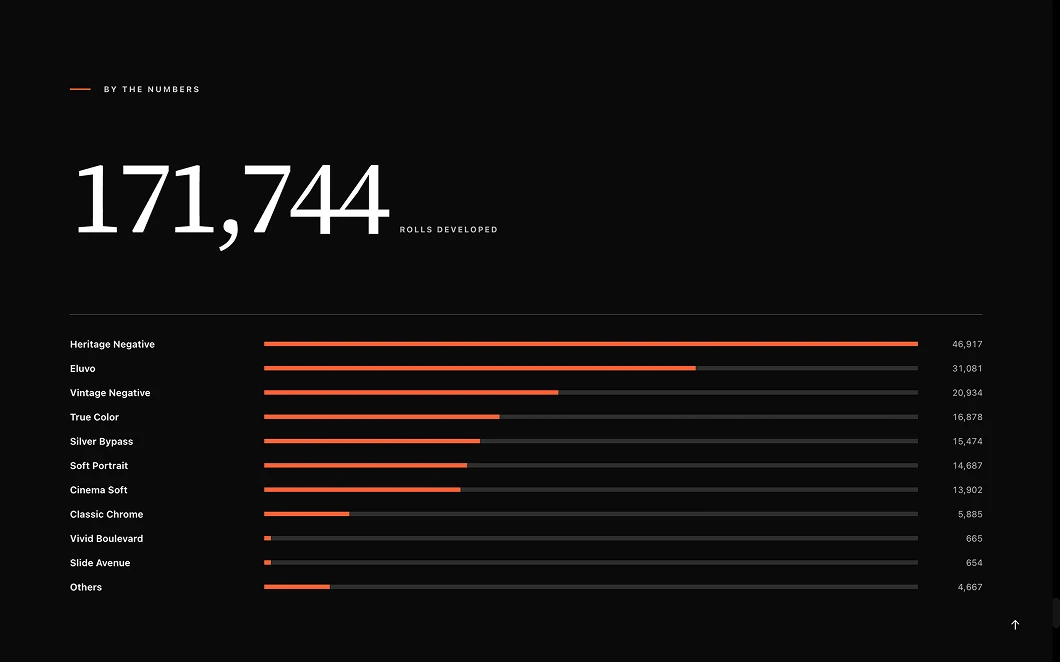 BY THE NUMBERS
171,744 ROLLS DEVELOPED
Heritage Negative 46,917
Eluvo 31,081
Vintage Negative 20,934
True Color 16,878
Silver Bypass 15,474
Soft Portrait 14,687
Cinema Soft 13,902
Classic Chrome 5,885
Vivid Boulevard 665
Slide Avenue 654
Others 4,667